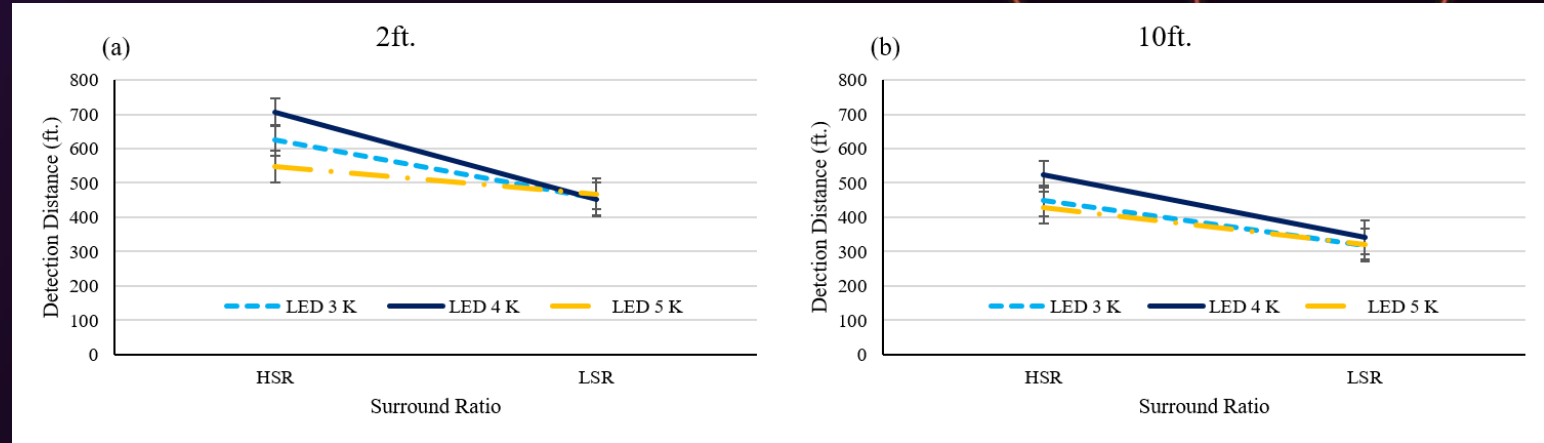 (a)
2ft.
Detection Distance (ft.)
800
700
600
500
400
300
200
100
0
LED 3 K
LED 4 K
LED 5 K
HSR
LSR
Surround Ratio
(b)
10ft.
Detction Distance (ft.)
800
700
600
500
400
300
200
100
0
LED 3 K
LED 4 K
LED 5 K
HSR
LSR
Surround Ratio